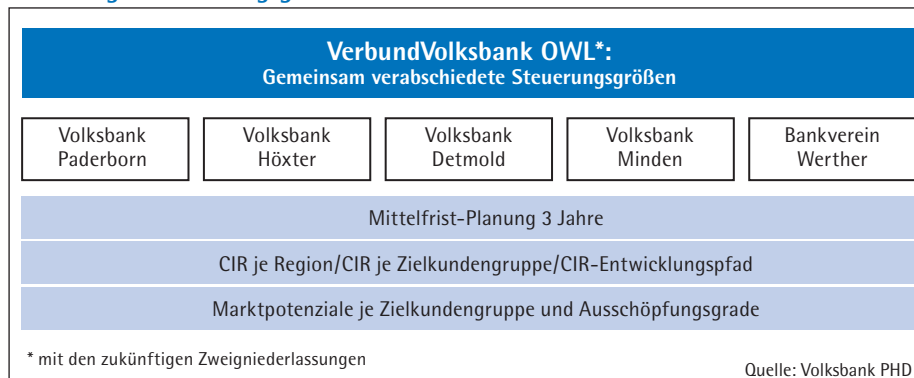 VerbundVolksbank OWL*:
Gemeinsam verabschiedete Steuerungsgrößen
Volksbank
Paderborn
Volksbank
Höxter
Volksbank
Detmold
Volksbank
Minden
Bankverein
Werther
Mittelfrist-Planung 3 Jahre
CIR je Region/CIR je Zielkundengruppe/CIR-Entwicklungspfad
Marktpotenziale je Zielkundengruppe und Ausschöpfungsgrade
* mit den zukünftigen Zweigniederlassungen
Quelle: Volksbank PHD